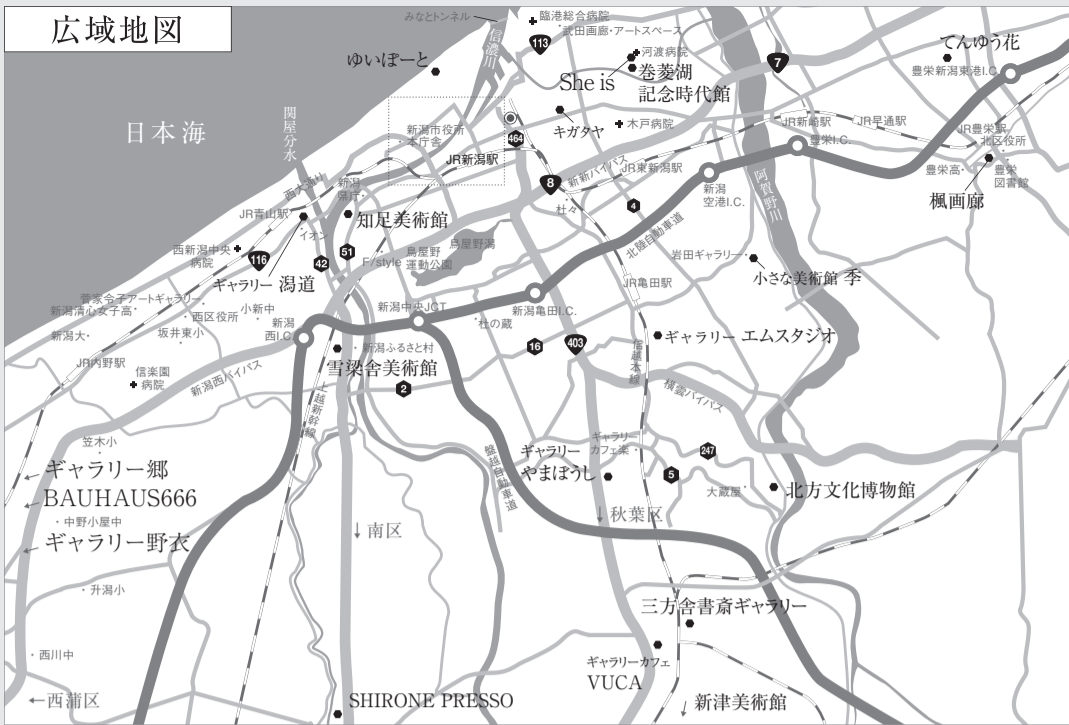 広域地図
みなとトンネル
臨港総合病院
武田画廊・アートスペース
113
信濃川
ゆいぽーと
河渡病院
She is
巻菱湖
記念時代館
7
てんゆう花
豊栄新潟東港I.C.
日本海
関屋分水
新潟市役所
本庁舎
464
キガタヤ
木戸病院
JR新崎駅
JR早通駅
JR豊栄駅
北区役所
豊栄I.C.
JR新潟駅
新新バイパス
JR東新潟駅
豊栄高
豊栄
図書館
8
新潟
空港I.C.
阿賀野川
楓画廊
西大通り
新潟
県庁
杜々
4
JR青山駅
イオン
知足美術館
北陸自動車道
鳥屋野潟
51
西新潟中央
病院
116
42
F/style
鳥屋野
運動公園
岩田ギャラリー
小さな美術館 季
ギャラリー 潟道
JR亀田駅
菅家令子アートギャラリー
新潟清心女子高
西区役所
小新中
新潟
西I.C.
新潟中央JCT
新潟亀田I.C.
杜の蔵
新潟大
坂井東小
ギャラリー エムスタジオ
JR内野駅
信楽園
病院
新潟西バイパス
新潟ふるさと村
雪梁舎美術館
16
403
信越本線
2
横雲バイパス
上越新幹線
笠木小
ギャラリー郷
BAUHAUS666
中野小屋中
ギャラリー野衣
磐越自動車道
ギャラリー
やまぼうし
ギャラリー
カフェ楽
247
5
大蔵屋
北方文化博物館
↓南区
↓秋葉区
升潟小
三方舎書斎ギャラリー
西川中
ギャラリーカフェ
VUCA
←西蒲区
SHIRONE PRESSO
↓新津美術館